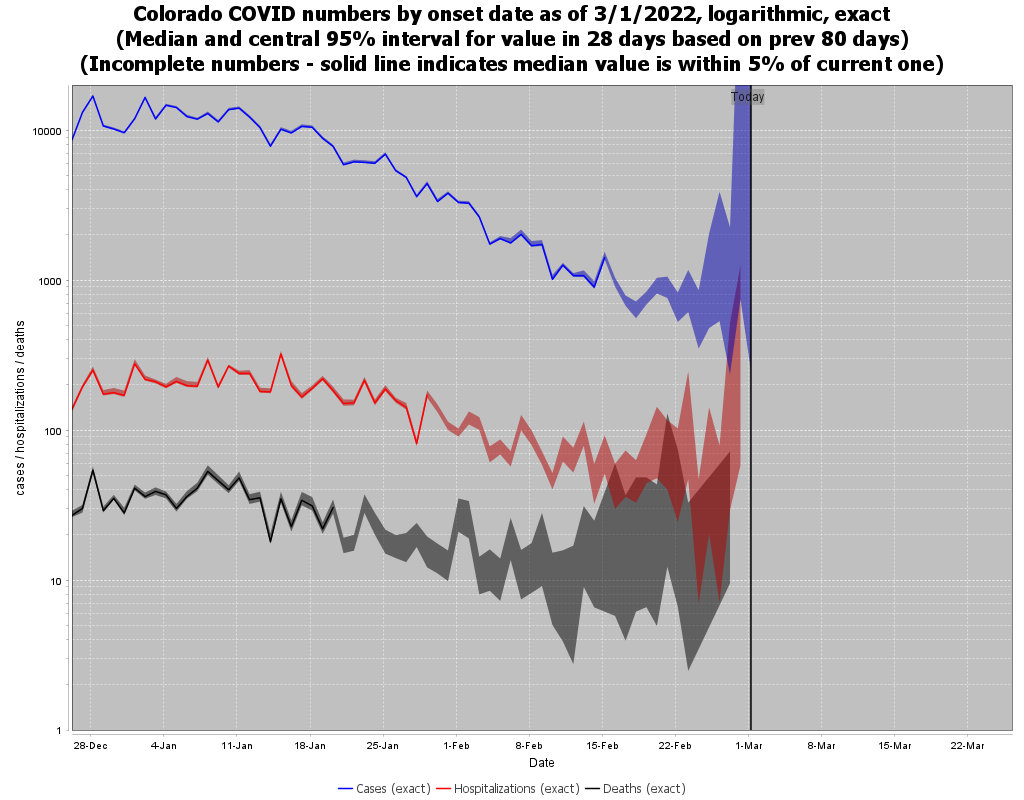 Colorado COVID numbers by onset date as of 3/1/2022, logarithmic, exact
(Median and central 95% interval for value in 28 days based on prev 80 days)
(Incomplete numbers - solid line indicates median value is within 5% of current one)
Today
10000
1000
100
10
1
cases / hospitalizations / deaths
28-Dec 4-Jan 11-Jan 18-Jan 25-Jan 1-Feb 8-Feb 15-Feb 22-Feb 1-Mar 8-Mar 15-Mar 22-Mar
Date
Cases (exact) Hospitalizations (exact) Deaths (exact)